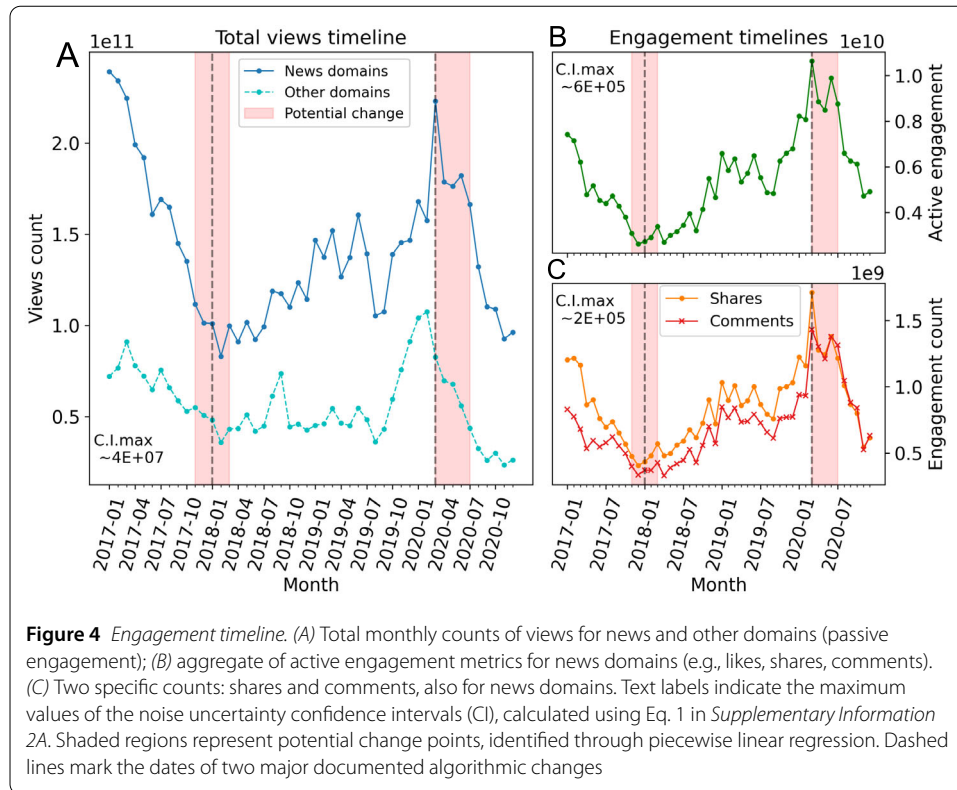 A
1e11
Total views timeline
News domains
Other domains
Potential change
2.0
1.5
1.0
0.5
Views count
C.I.max
~4E+07
2017-01
2017-04
2017-07
2017-10
2018-01
2018-04
2018-07
2018-10
2019-01
2019-04
2019-07
2019-10
2020-01
2020-04
2020-07
2020-10
Month
B
Engagement timelines
1e10
C.I.max
~6E+05
1.0
0.8
0.6
0.4
Active engagement
C
1e9
C.I.max
~2E+05
Shares
Comments
1.5
1.0
0.5
Engagement count
2017-01
2017-07
2018-01
2018-07
2019-01
2019-07
2020-01
2020-07
Month
Figure 4 Engagement timeline. (A) Total monthly counts of views for news and other domains (passive
engagement); (B) aggregate of active engagement metrics for news domains (e.g., likes, shares, comments).
(C) Two specific counts: shares and comments, also for news domains. Text labels indicate the maximum
values of the noise uncertainty confidence intervals (CI), calculated using Eq. 1 in Supplementary Information
2A. Shaded regions represent potential change points, identified through piecewise linear regression. Dashed
lines mark the dates of two major documented algorithmic changes